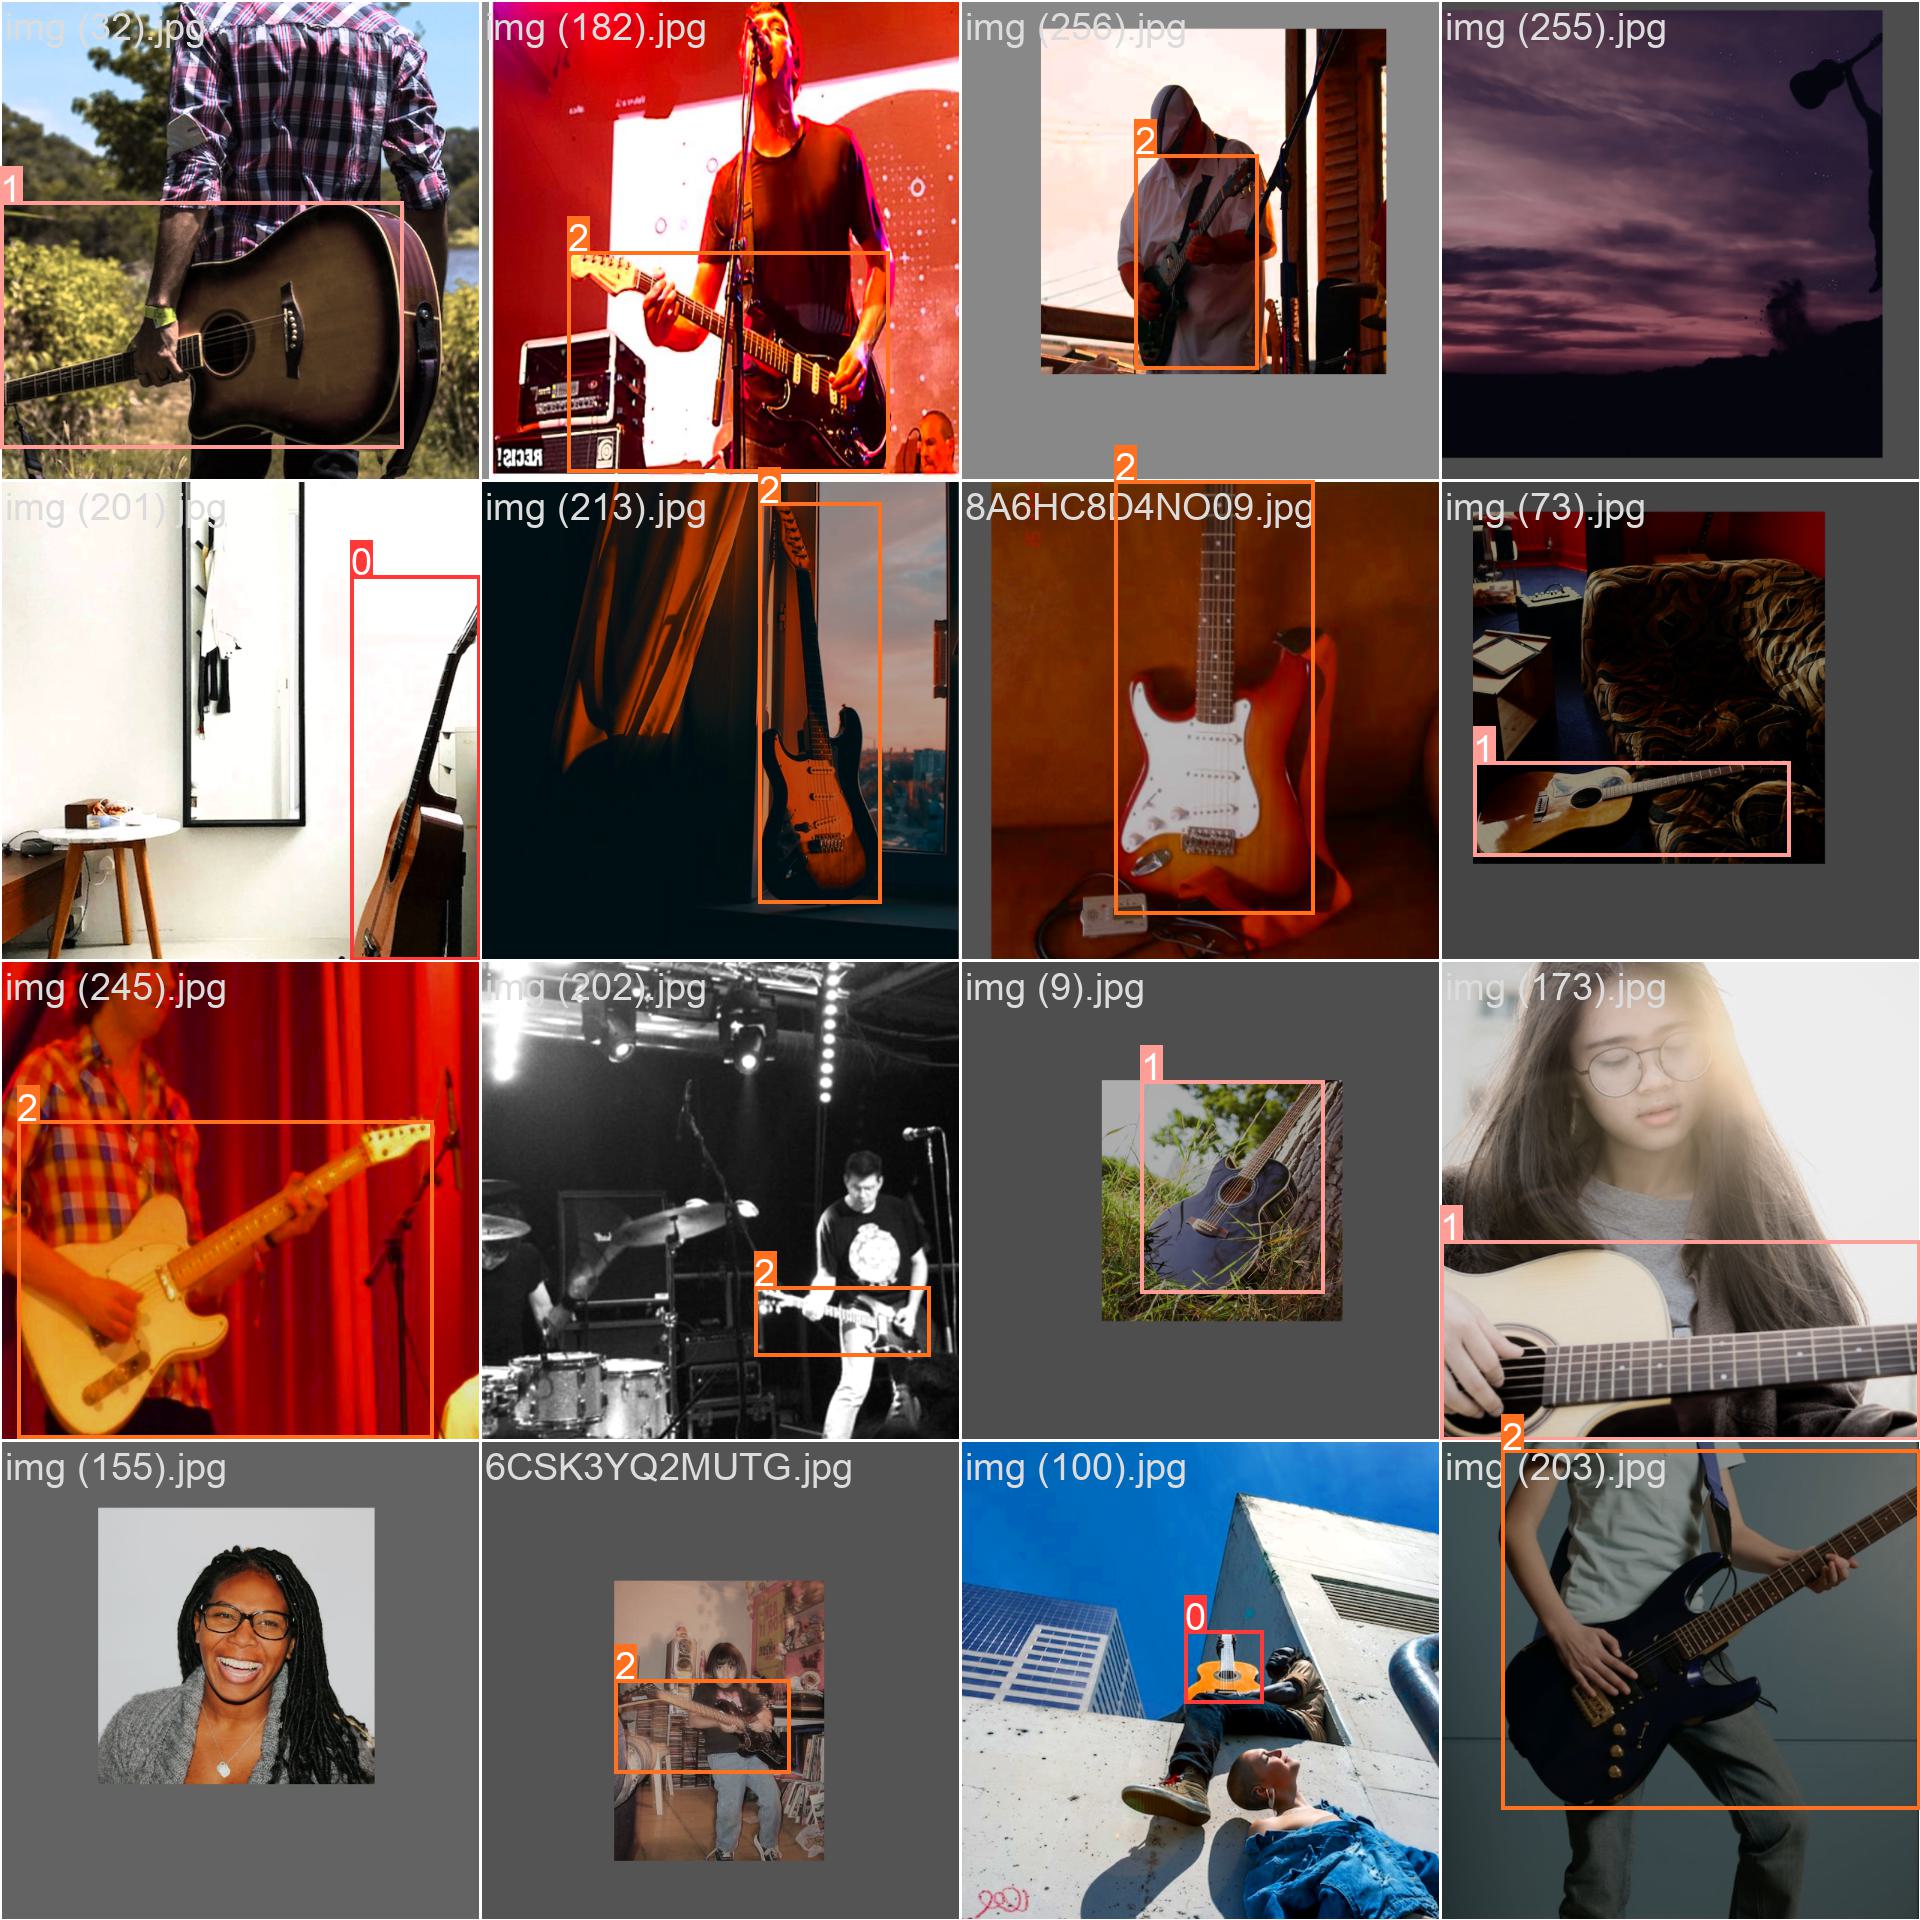 img (32).jpg
img (182).jpg
img (256).jpg
img (255).jpg
1
2
2
RECIS!
img (201).jpg
img (213).jpg
8A6HC8D4NO09.jpg
img (73).jpg
0
2
2
1
img (245).jpg
img (202).jpg
img (9).jpg
img (173).jpg
2
2
1
1
img (155).jpg
6CSK3YQ2MUTG.jpg
img (100).jpg
img (203).jpg
2
0
2